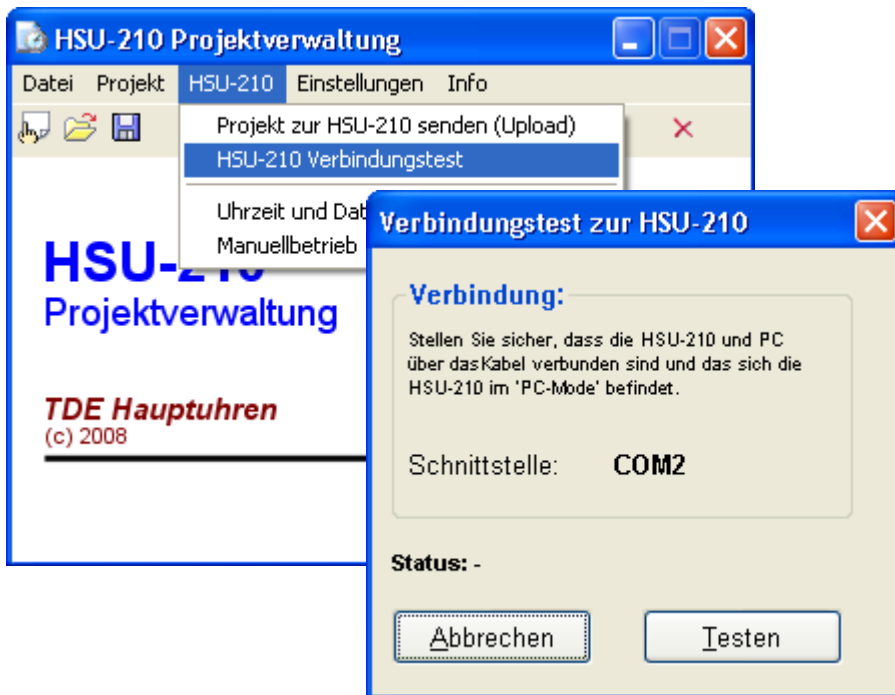 HSU-210 Projektverwaltung
Datei Projekt HSU-210 Einstellungen Info
Projekt zur HSU-210 senden (Upload)
HSU-210 Verbindungstest
Uhrzeit und Dat
Manuellbetrieb
HSU-210
Projektverwaltung
TDE Hauptuhren
(c) 2008
Verbindungstest zur HSU-210
Verbindung:
Stellen Sie sicher, dass die HSU-210 und PC
über dasKabel verbunden sind und das sich die
HSU-210 im 'PC-Mode' befindet.
Schnittstelle: COM2
Status: -
Abbrechen Testen